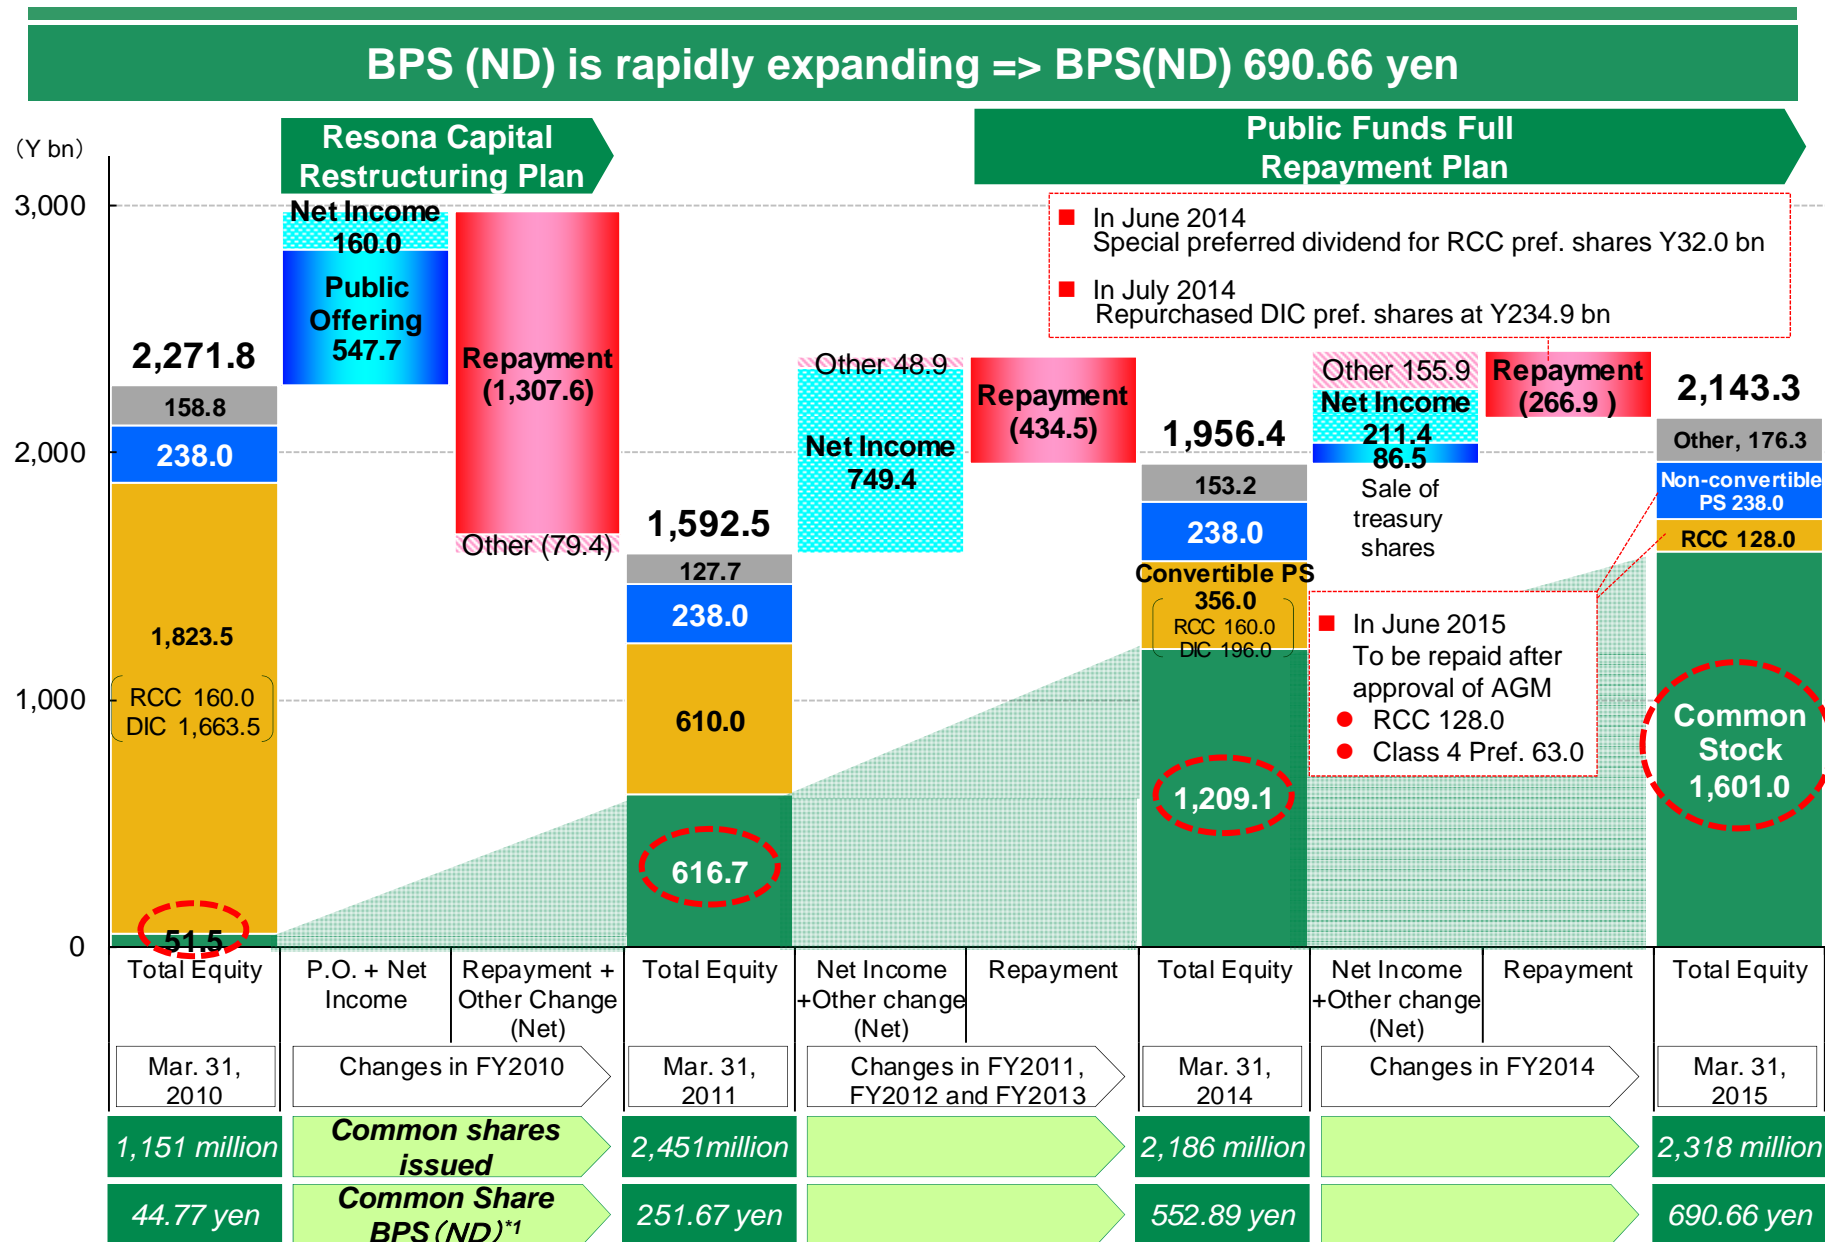 BPS (ND) is rapidly expanding => BPS(ND) 690.66 yen
(Y bn)
Resona Capital
Restructuring Plan
Public Funds Full
Repayment Plan
3,000
2,000
1,000
0
2,271.8
158.8
238.0
1,823.5
RCC 160.0
DIC 1,663.5
51.5
Net Income
160.0
Public
Offering
547.7
Repayment
(1,307.6)
Other (79.4)
1,592.5
127.7
238.0
610.0
616.7
Other 48.9
Net Income
749.4
Repayment
(434.5)
1,956.4
153.2
238.0
Convertible PS
356.0
RCC 160.0
DIC 196.0
1,209.1
■ In June 2014
Special preferred dividend for RCC pref. shares Y32.0 bn
■ In July 2014
Repurchased DIC pref. shares at Y234.9 bn
Other 155.9
Net Income
211.4
86.5
Sale of
treasury
shares
Repayment
(266.9 )
2,143.3
Other, 176.3
Non-convertible
PS 238.0
RCC 128.0
Common
Stock
1,601.0
■ In June 2015
To be repaid after
approval of AGM
● RCC 128.0
● Class 4 Pref. 63.0
Total Equity
P.O. + Net
Income
Repayment +
Other Change
(Net)
Total Equity
Net Income
+Other change
(Net)
Repayment
Total Equity
Net Income
+Other change
(Net)
Repayment
Total Equity
Mar. 31,
2010
Changes in FY2010
Mar. 31,
2011
Changes in FY2011,
FY2012 and FY2013
Mar. 31,
2014
Changes in FY2014
Mar. 31,
2015
1,151 million
Common shares
issued
2,451million
2,186 million
2,318 million
44.77 yen
Common Share
BPS(ND)*1
251.67 yen
552.89 yen
690.66 yen